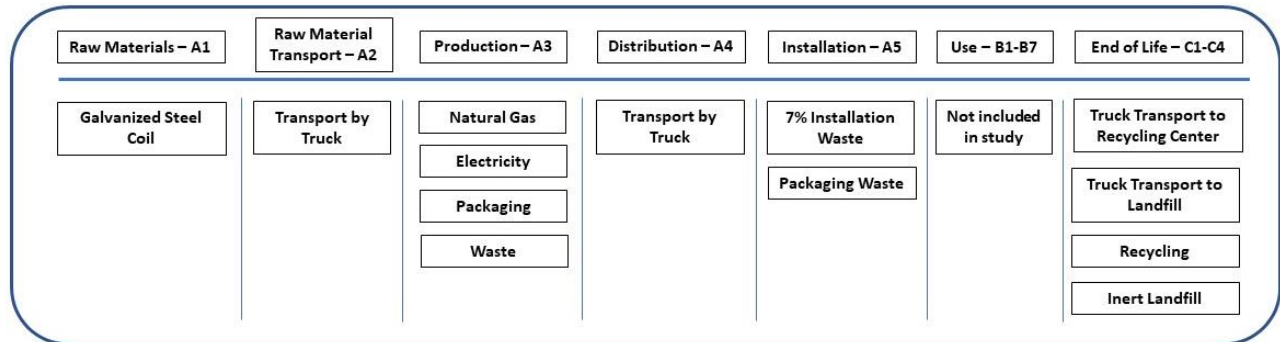 Raw Materials – A1
Raw Material
Transport – A2
Production – A3
Distribution – A4
Installation – A5
Use – B1-B7
End of Life – C1-C4
Galvanized Steel
Coil
Transport by
Truck
Natural Gas
Electricity
Packaging
Waste
Transport by
Truck
7% Installation
Waste
Packaging Waste
Not included
in study
Truck Transport to
Recycling Center
Truck Transport to
Landfill
Recycling
Inert Landfill